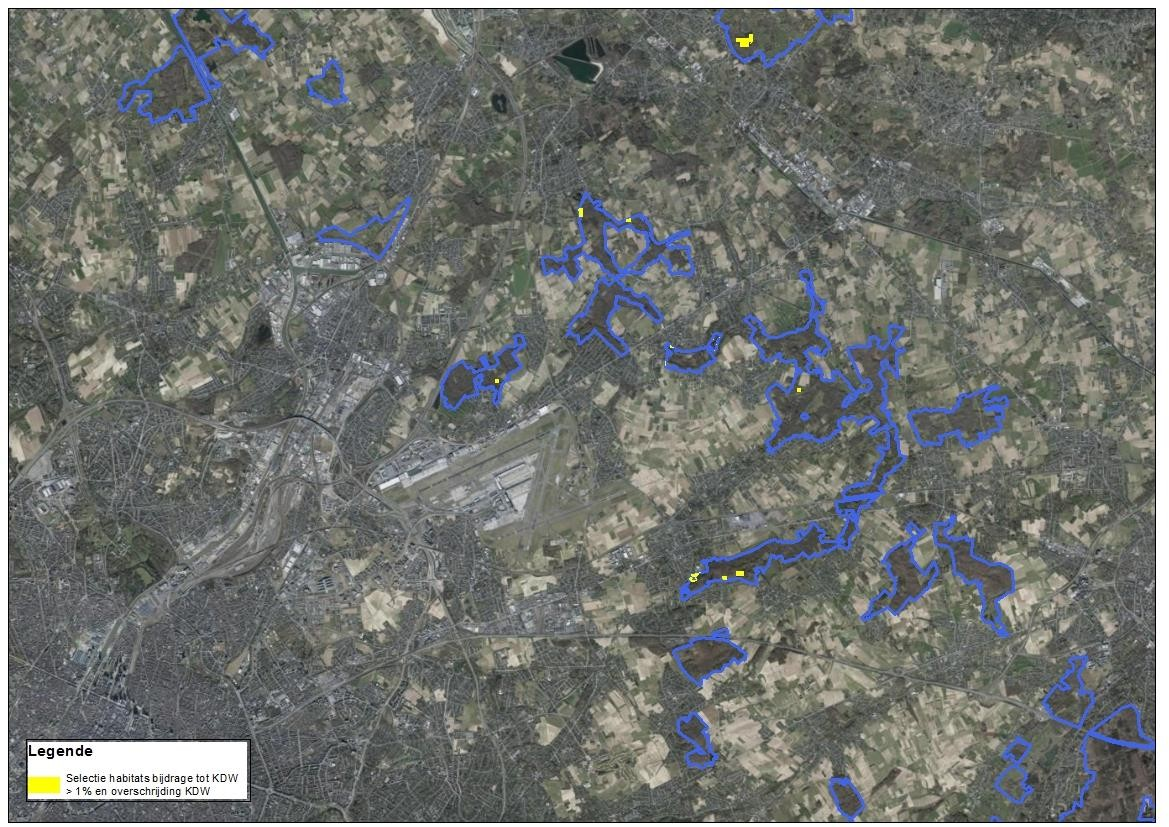 Legende
Selectie habitats bijdrage tot KDW
> 1% en overschrijding KDW